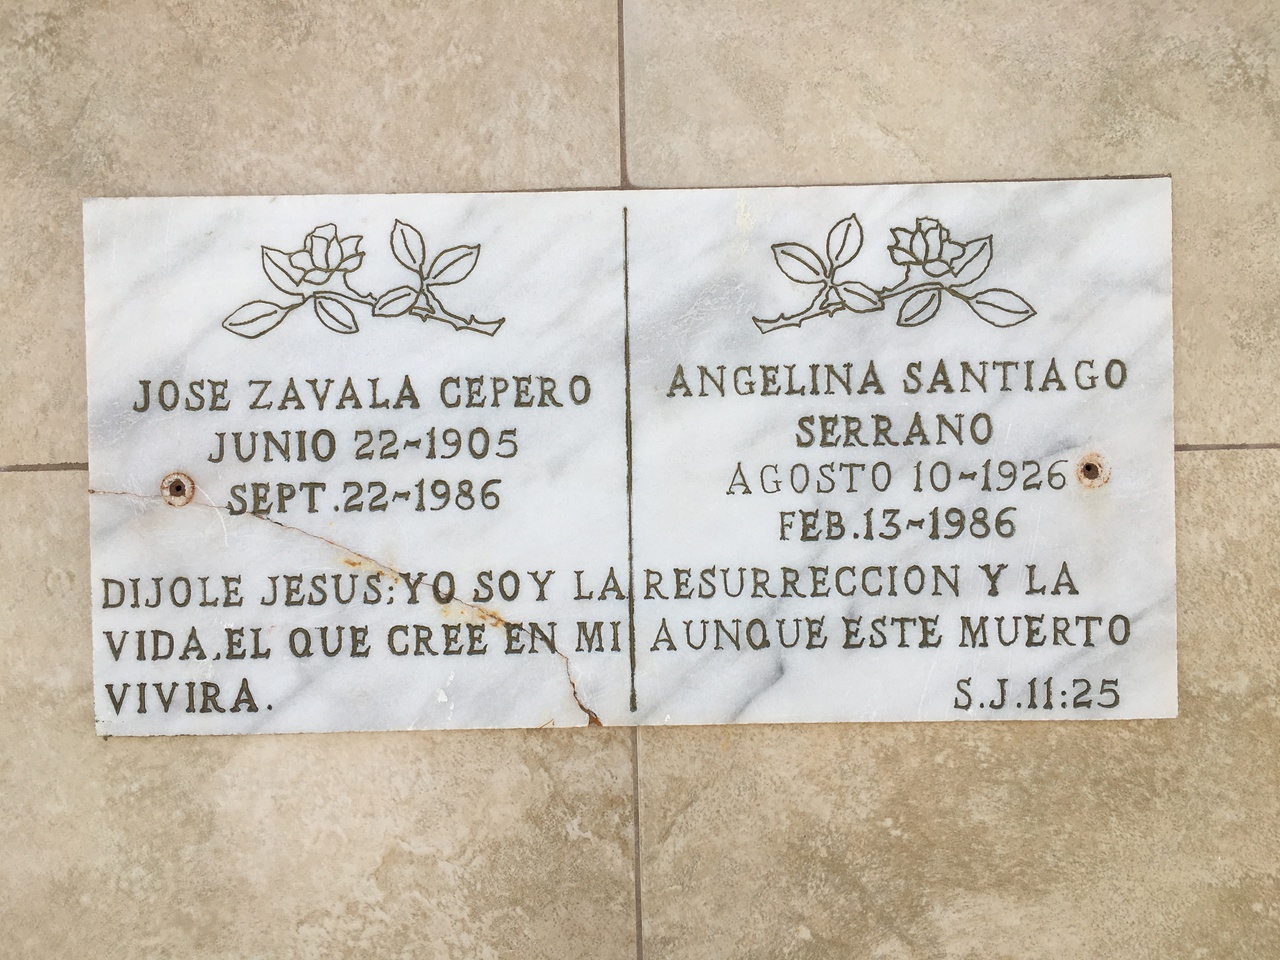 JOSE ZAVALA CEPERO
JUNIO 22-1905
SEPT.22-1986
ANGELINA SANTIAGO
SERRANO
AGOSTO 10-1926
FEB.13-1986
DIJOLE JESUS:YO SOY LA RESURRECCION Y LA
VIDA,EL QUE CREE EN MI AUNQUE ESTE MUERTO
VIVIRA.
S.J.11:25